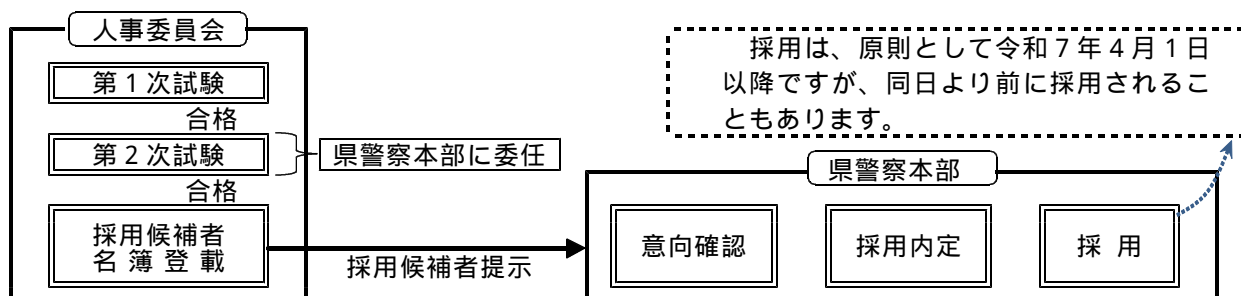 人事委員会
第1次試験
合格
第2次試験
県警察本部に委任
合格
採用候補者
名簿登載
採用候補者提示
採用は、原則として令和7年4月1日
以降ですが、同日より前に採用されるこ
ともあります。
県警察本部
意向確認
採用内定
採用